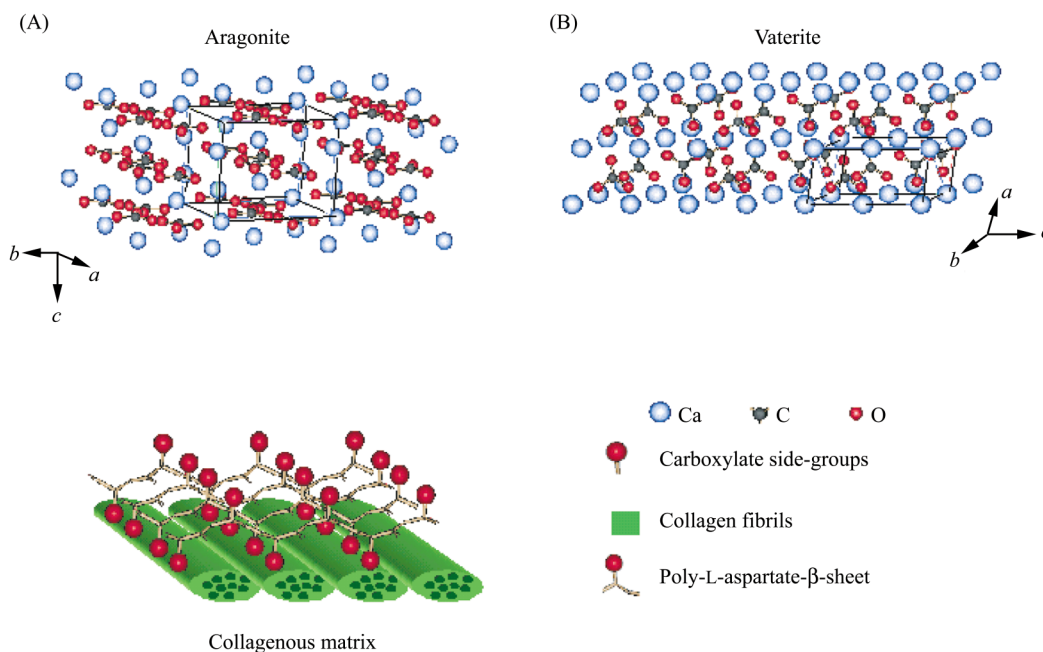 (A)
Aragonite
b
a
c
(B)
Vaterite
a
b
Ca
C
O
Carboxylate side-groups
Collagen fibrils
Poly-L-aspartate-β-sheet
Collagenous matrix